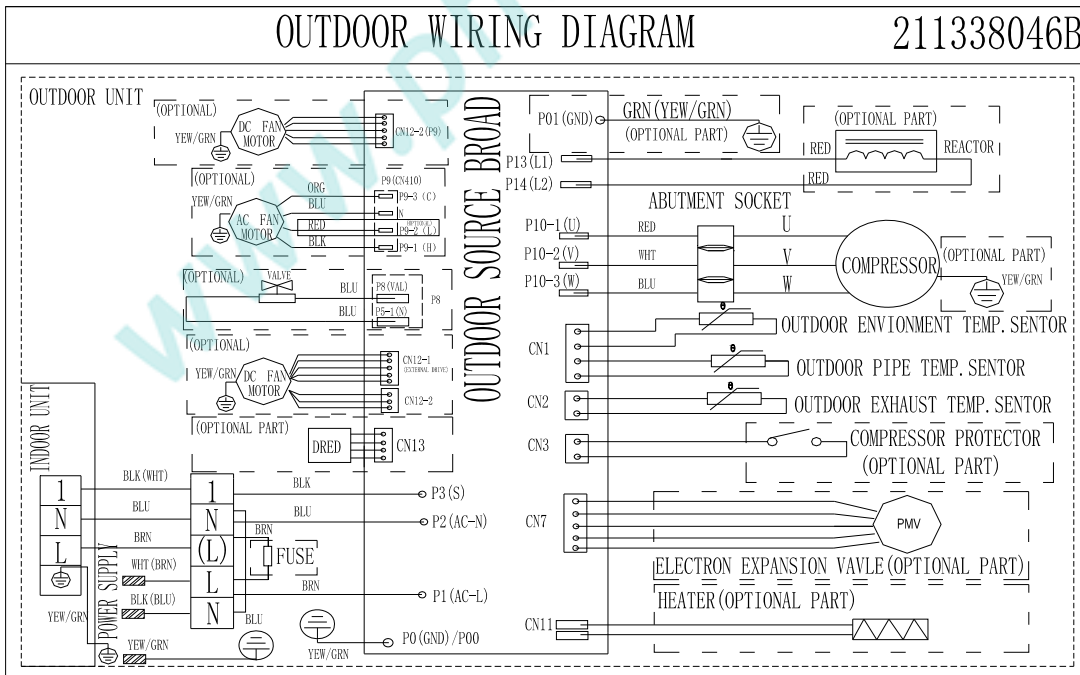 OUTDOOR WIRING DIAGRAM
211338046B
www.p
OUTDOOR UNIT
(OPTIONAL)
YEW/GRN
DC FAN
MOTOR
CN12-2(P9)
(OPTIONAL)
YEW/GRN
AC FAN
MOTOR
ORG
BLU
RED
BLK
P9(CN410)
P9-3 (C)
N
(OPTIONAL)
P9-2 (L)
P9-1 (H)
(OPTIONAL)
VALVE
BLU
BLU
P8(VAL)
P5-1(N)
P8
(OPTIONAL)
YEW/GRN
DC FAN
MOTOR
CN12-1
(EXTERNAL DRIVE)
CN12-2
(OPTIONAL PART)
DRED
CN13
INDOOR UNIT
1
N
L
BLK(WHT)
BLU
BRN
WHT(BRN)
BLK(BLU)
YEW/GRN
POWER SUPPLY
YEW/GRN
1
N
(L)
L
N
BLK
BLU
BRN
FUSE
BRN
BLU
YEW/GRN
P3(S)
P2(AC-N)
P1(AC-L)
P0(GND)/P00
OUTDOOR SOURCE BROAD
P01(GND)
GRN(YEW/GRN)
(OPTIONAL PART)
P13(L1)
P14(L2)
RED
RED
(OPTIONAL PART)
REACTOR
ABUTMENT SOCKET
P10-1(U)
P10-2(V)
P10-3(W)
RED
WHT
BLU
U
V
W
COMPRESSOR
(OPTIONAL PART)
YEW/GRN
CN1
θ
OUTDOOR ENVIONMENT TEMP.SENTOR
θ
OUTDOOR PIPE TEMP.SENTOR
CN2
θ
OUTDOOR EXHAUST TEMP.SENTOR
CN3
COMPRESSOR PROTECTOR
(OPTIONAL PART)
CN7
PMV
ELECTRON EXPANSION VAVLE(OPTIONAL PART)
HEATER(OPTIONAL PART)
CN11